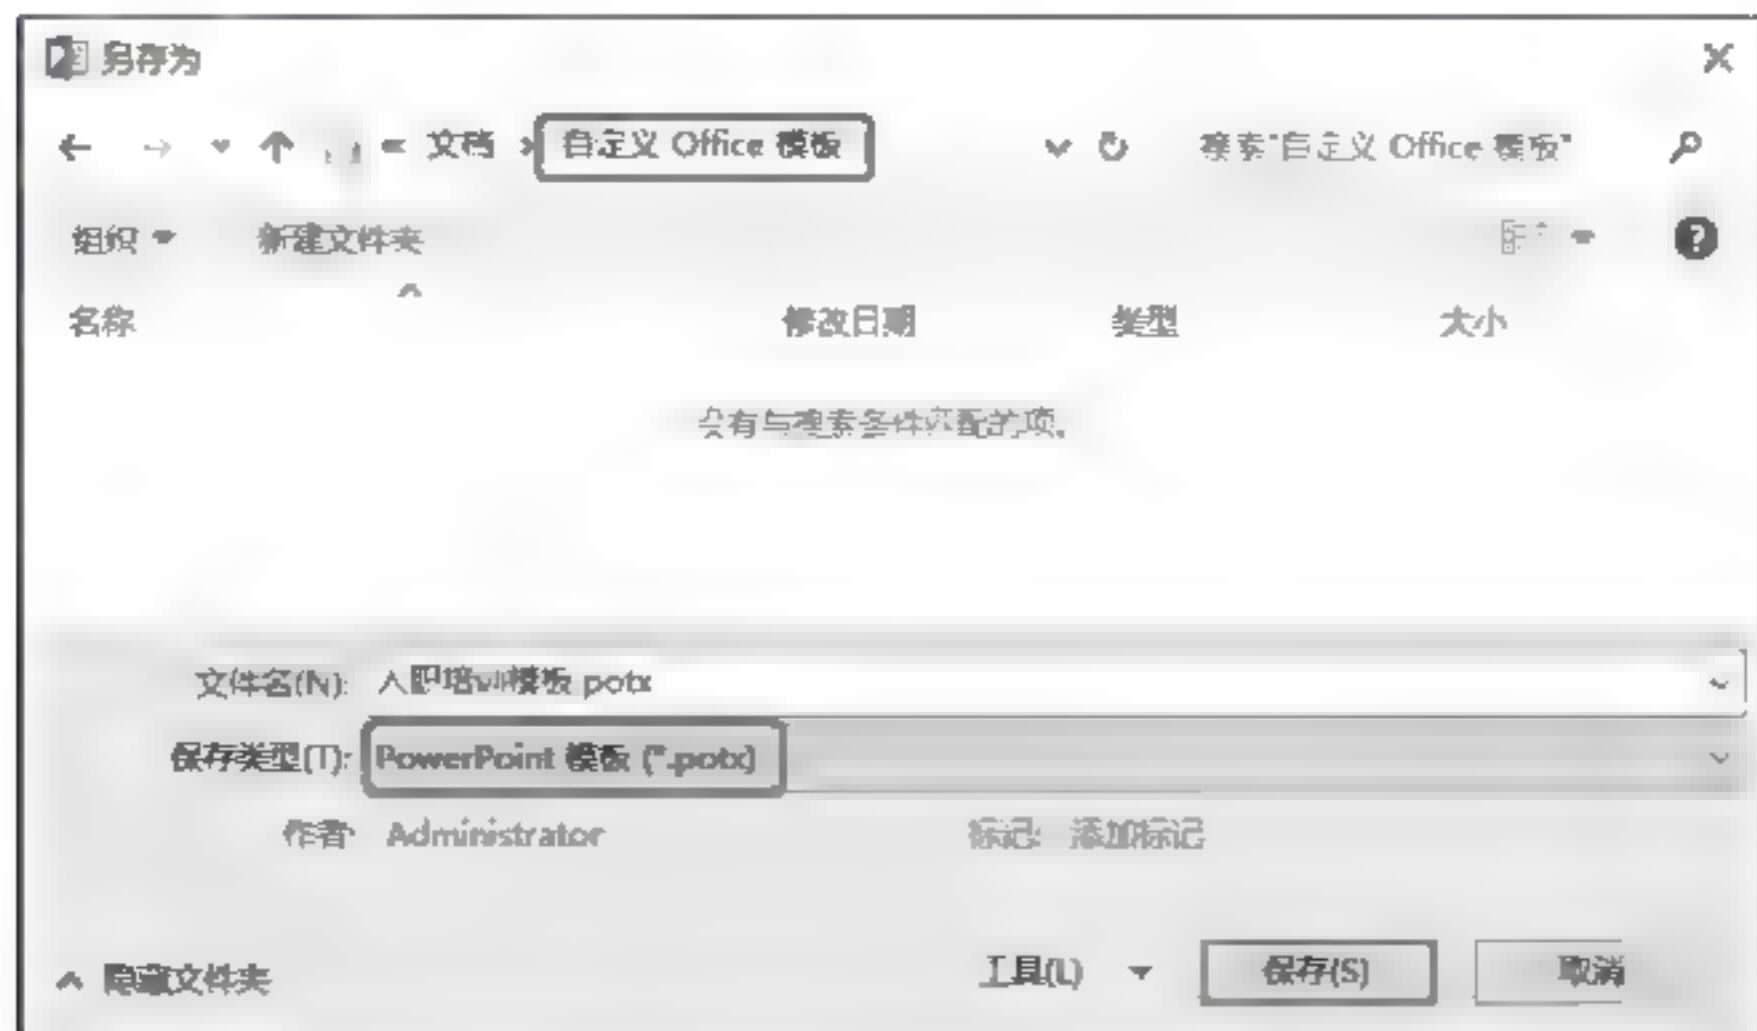 另存为
文档 自定义 Office 模板 搜索"自定义 Office 模板"
组织 新建文件夹
名称 修改日期 类型 大小
没有与搜索条件匹配的项。
文件名(N): 入职培训模板.potx
保存类型(T): PowerPoint 模板 (*.potx)
作者: Administrator 标记: 添加标记
隐藏文件夹 工具(L) 保存(S) 取消